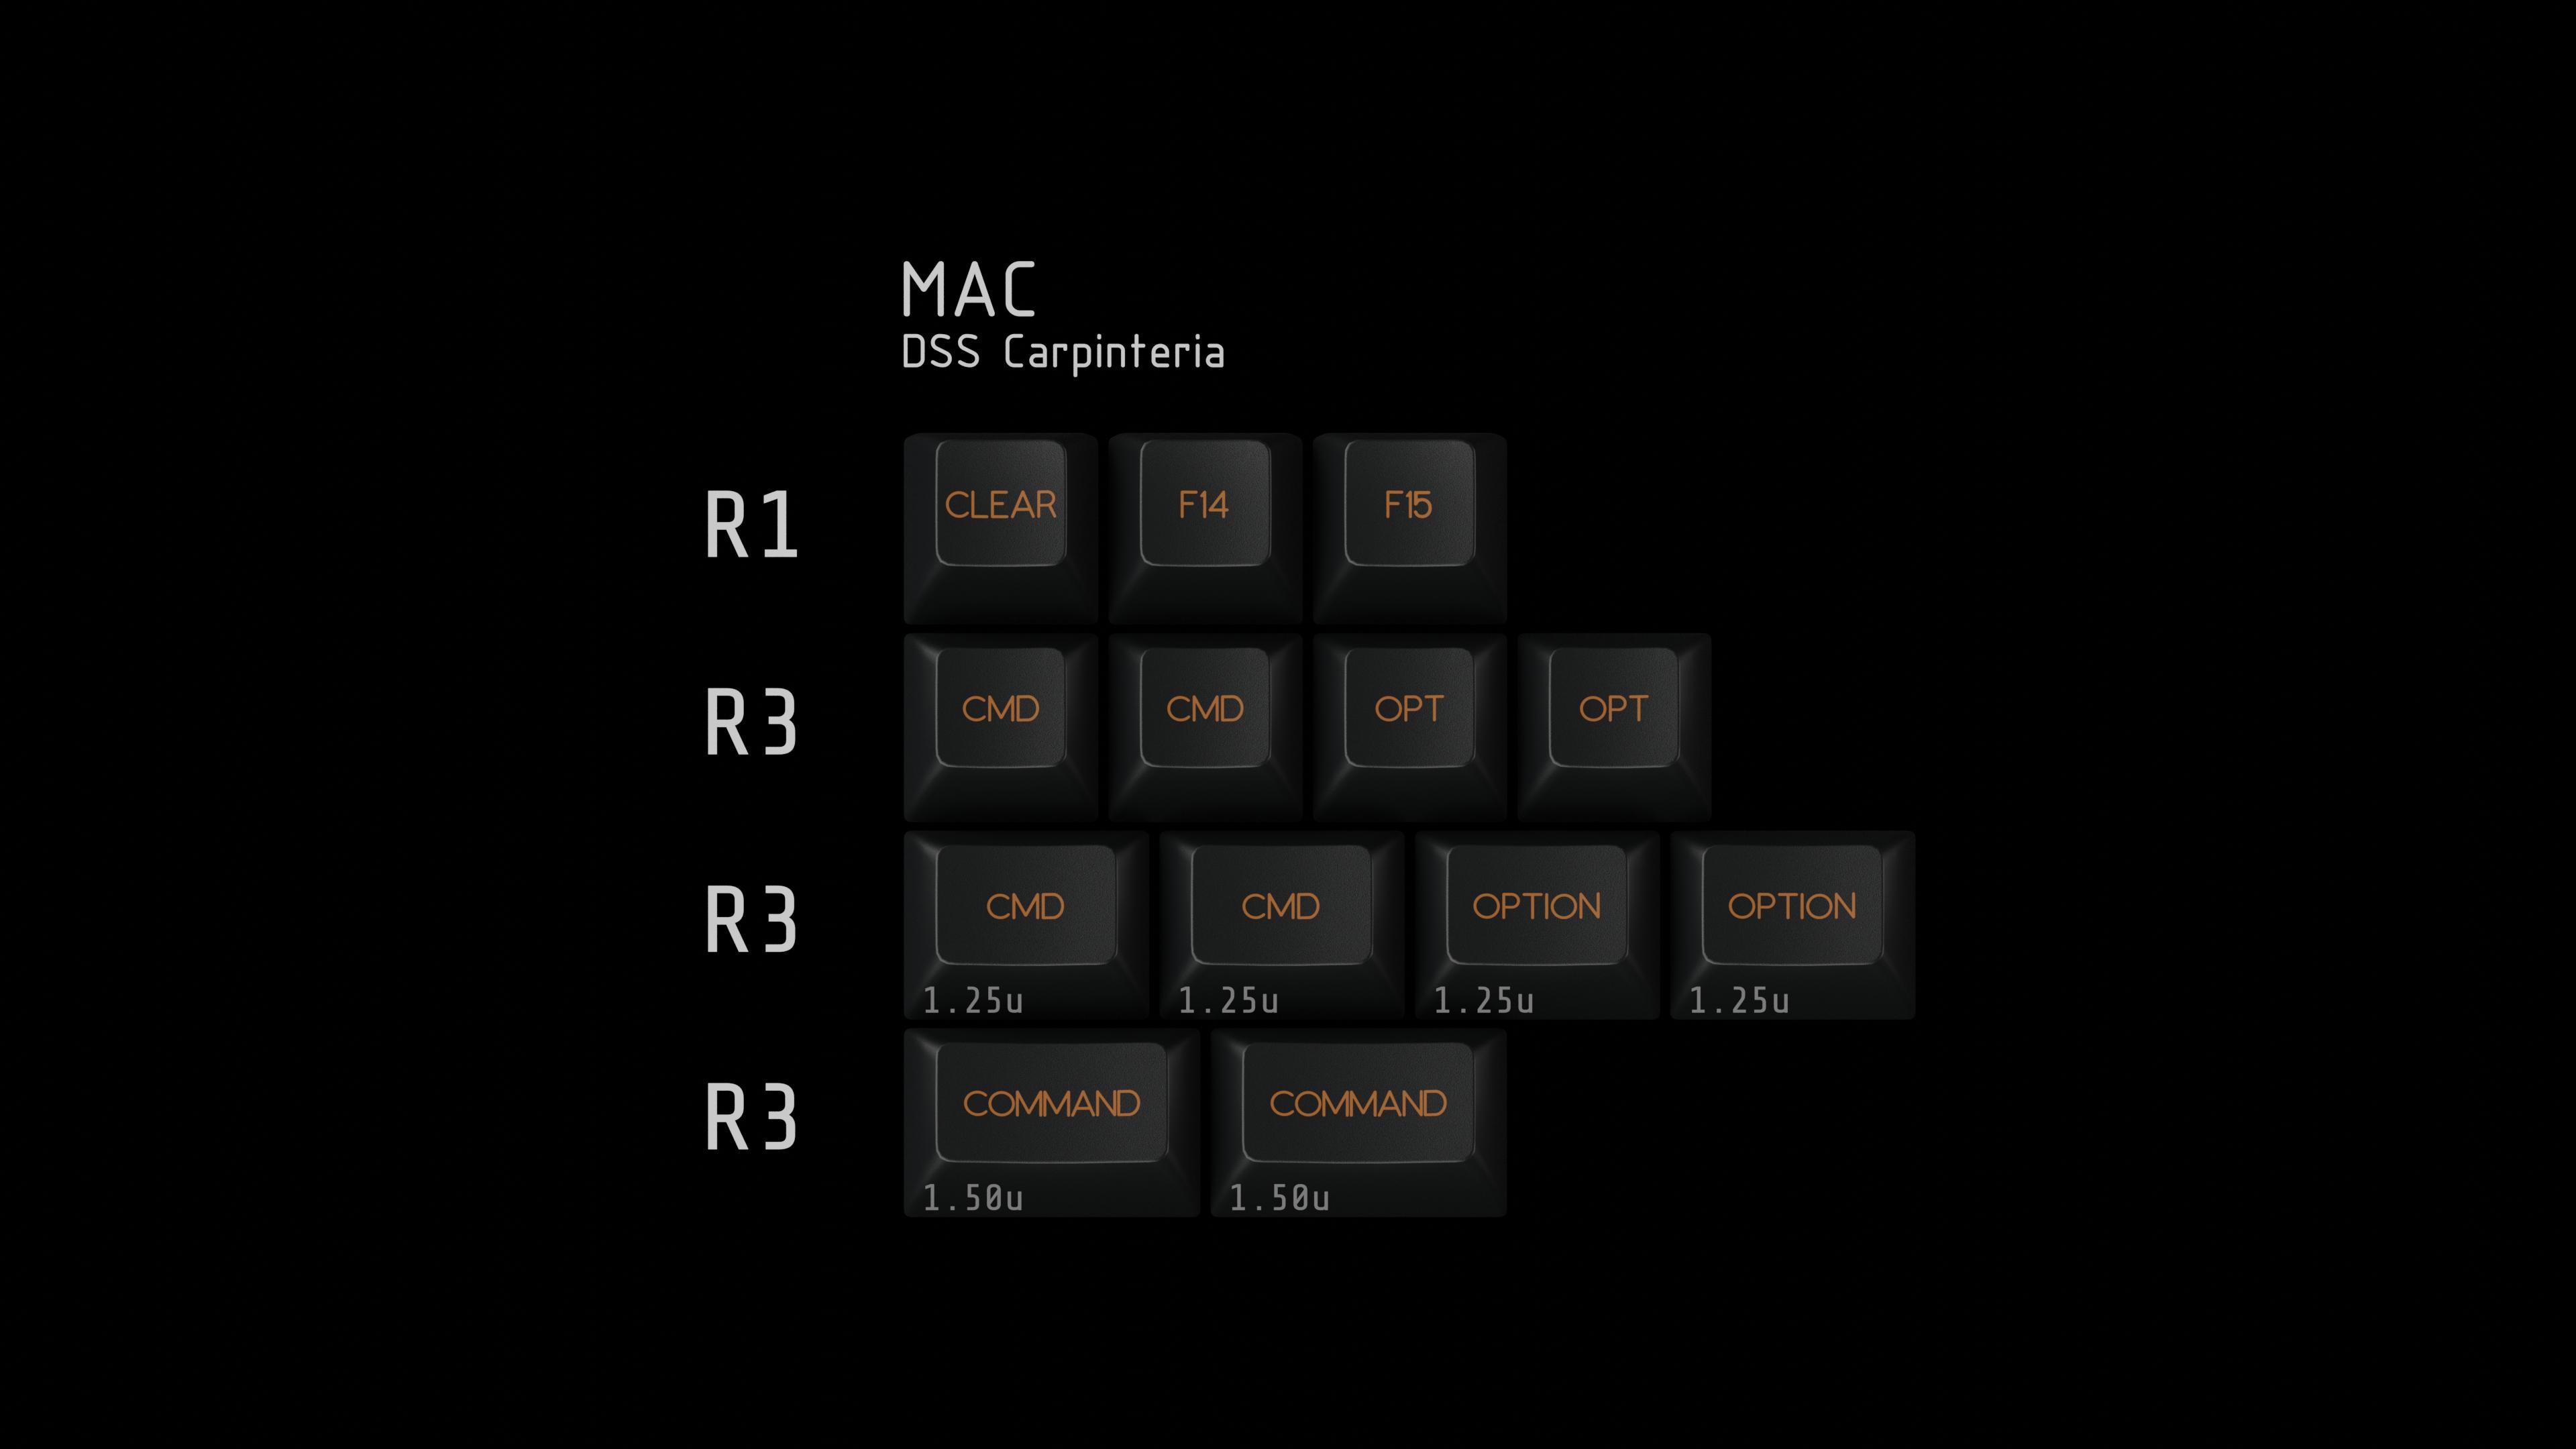 MAC
DSS Carpinteria
R1 CLEAR F14 F15
R3 CMD CMD OPT OPT
R3 CMD CMD OPTION OPTION
1.25u 1.25u 1.25u 1.25u
R3 COMMAND COMMAND
1.50u 1.50u